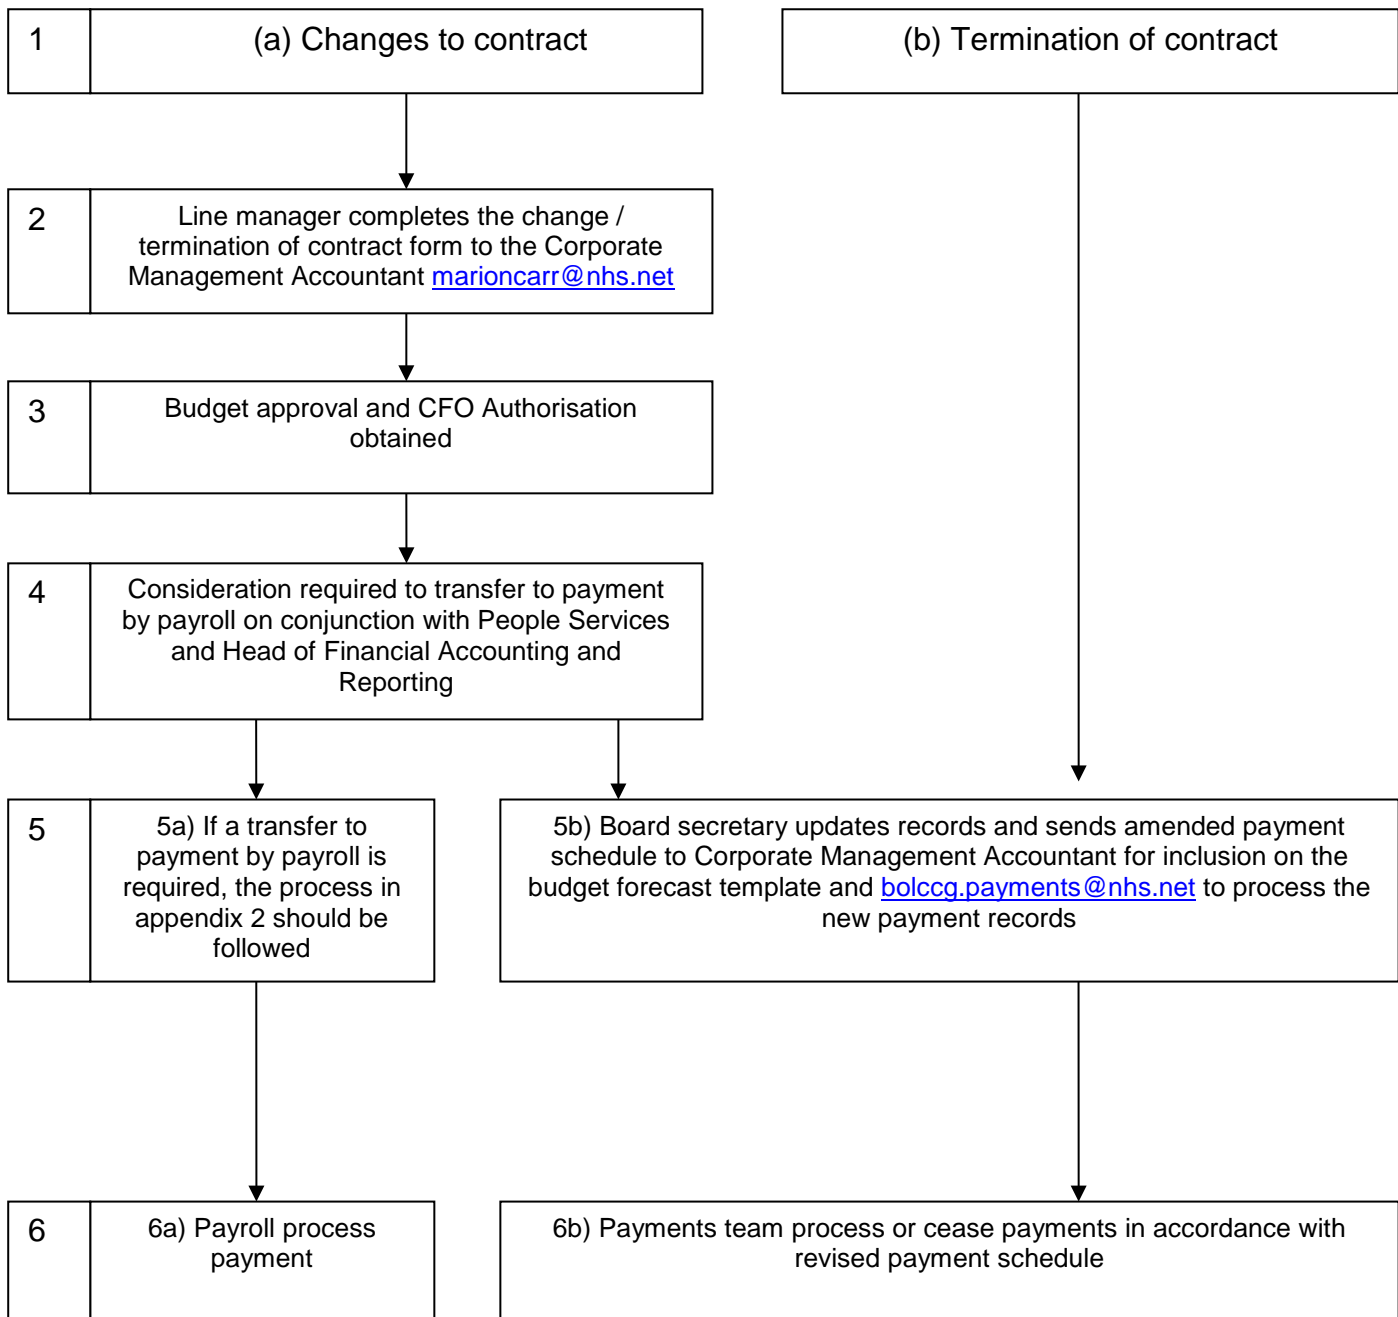 1
(a) Changes to contract
(b) Termination of contract
2
Line manager completes the change /
termination of contract form to the Corporate
Management Accountant marioncarr@nhs.net
3
Budget approval and CFO Authorisation
obtained
4
Consideration required to transfer to payment
by payroll on conjunction with People Services
and Head of Financial Accounting and
Reporting
5
5a) If a transfer to
payment by payroll is
required, the process in
appendix 2 should be
followed
5b) Board secretary updates records and sends amended payment
schedule to Corporate Management Accountant for inclusion on the
budget forecast template and bolccg.payments@nhs.net to process the
new payment records
6
6a) Payroll process
payment
6b) Payments team process or cease payments in accordance with
revised payment schedule